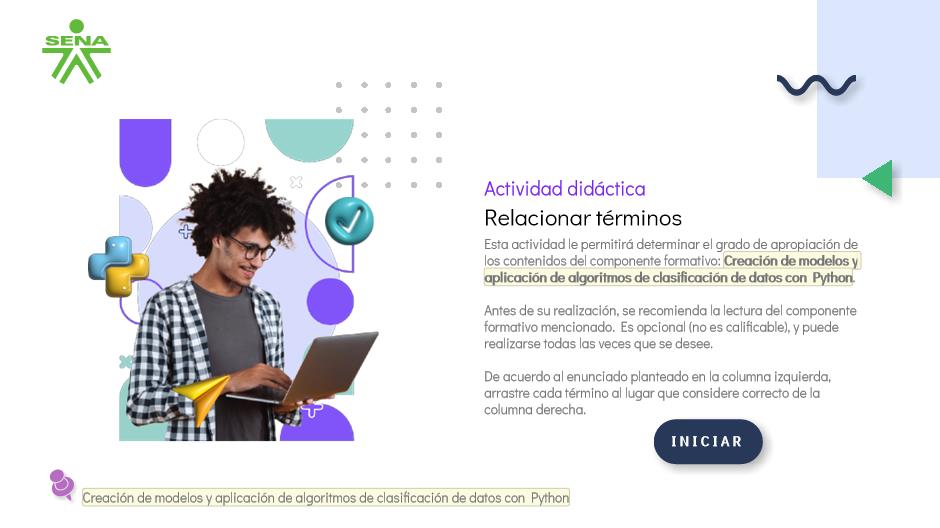 SENA
Actividad didáctica
Relacionar términos
Esta actividad le permitirá determinar el grado de apropiación de
los contenidos del componente formativo: Creación de modelos y
aplicación de algoritmos de clasificación de datos con Python.
Antes de su realización, se recomienda la lectura del componente
formativo mencionado. Es opcional (no es calificable), y puede
realizarse todas las veces que se desee.
De acuerdo al enunciado planteado en la columna izquierda,
arrastre cada término al lugar que considere correcto de la
columna derecha.
INICIAR
Creación de modelos y aplicación de algoritmos de clasificación de datos con Python